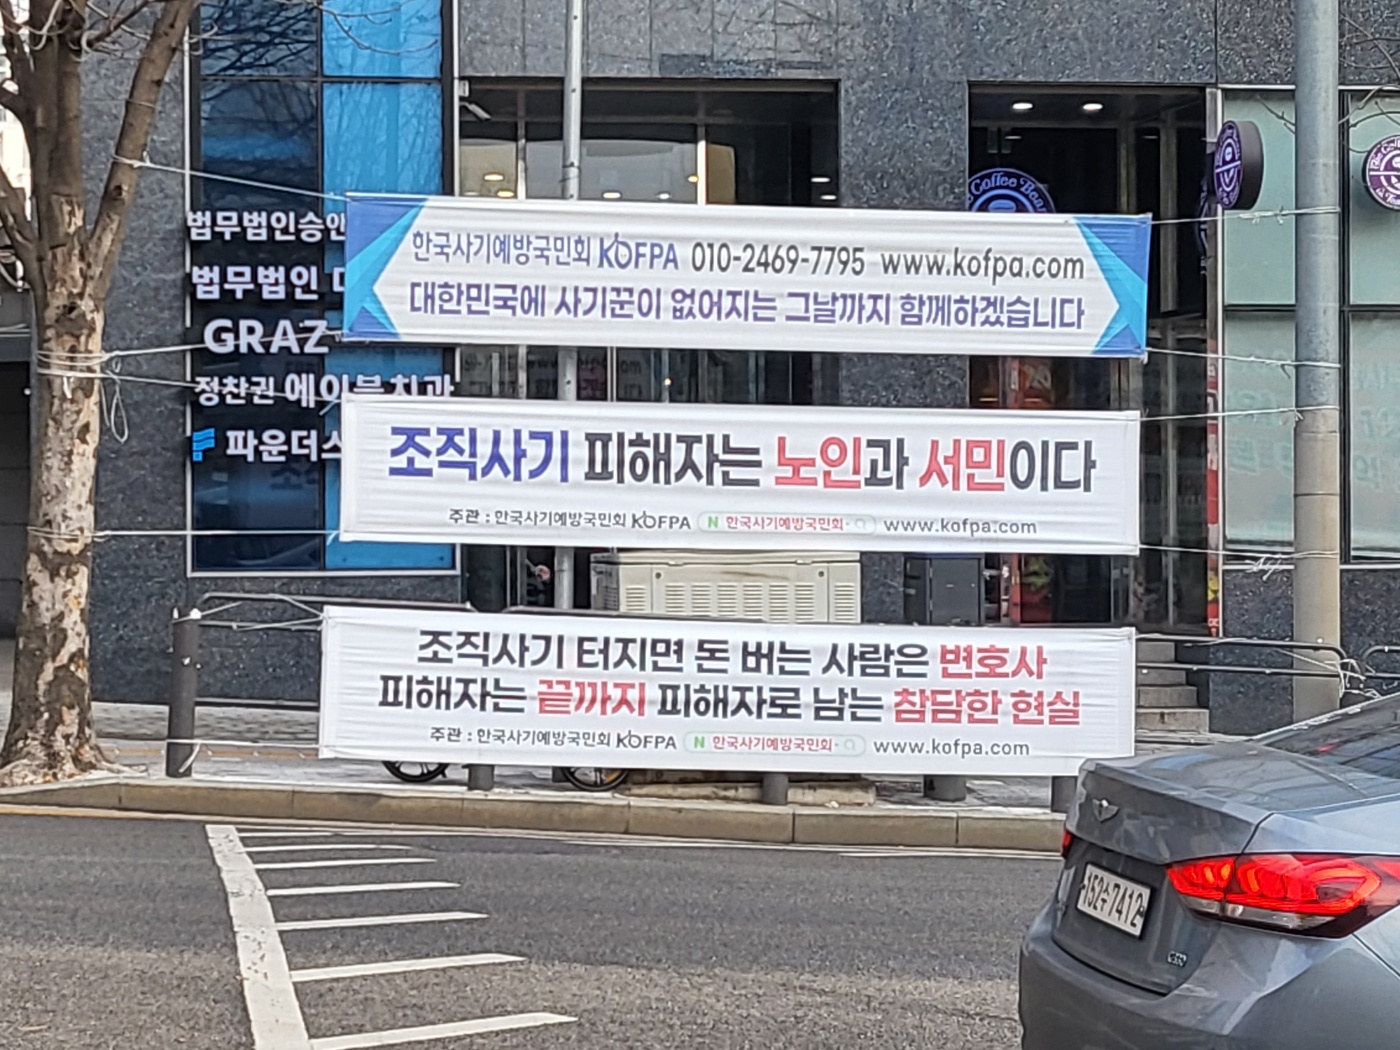 법무법인승안
법무법인
GRAZ
정찬권 에이블치과
파운더스
Coffee Bean
한국사기예방국민회 KOFPA 010-2469-7795 www.kofpa.com
대한민국에 사기꾼이 없어지는 그날까지 함께하겠습니다
조직사기 피해자는 노인과 서민이다
주관 : 한국사기예방국민회 KOFPA N 한국사기예방국민회 www.kofpa.com
조직사기 터지면 돈 버는 사람은 변호사
피해자는 끝까지 피해자로 남는 참담한 현실
주관 : 한국사기예방국민회 KOFPA N 한국사기예방국민회 www.kofpa.com
152수7412
G80